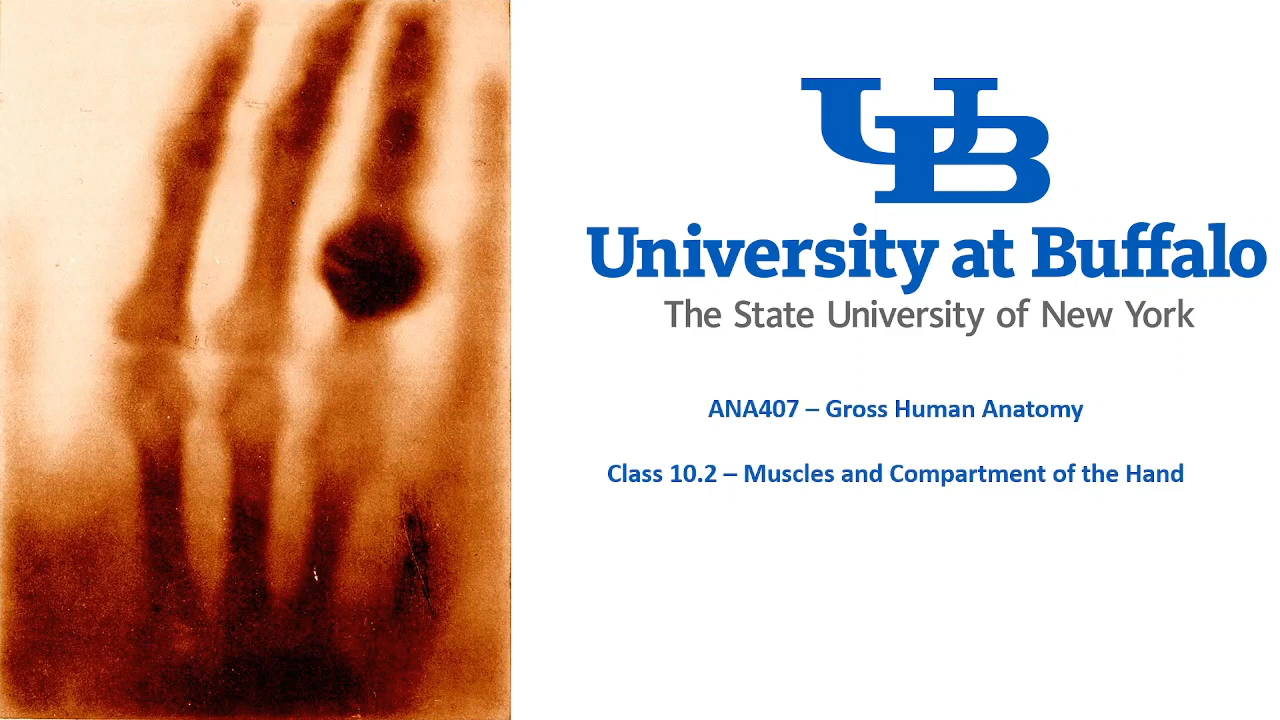 UB
University at Buffalo
The State University of New York
ANA407 – Gross Human Anatomy
Class 10.2 – Muscles and Compartment of the Hand